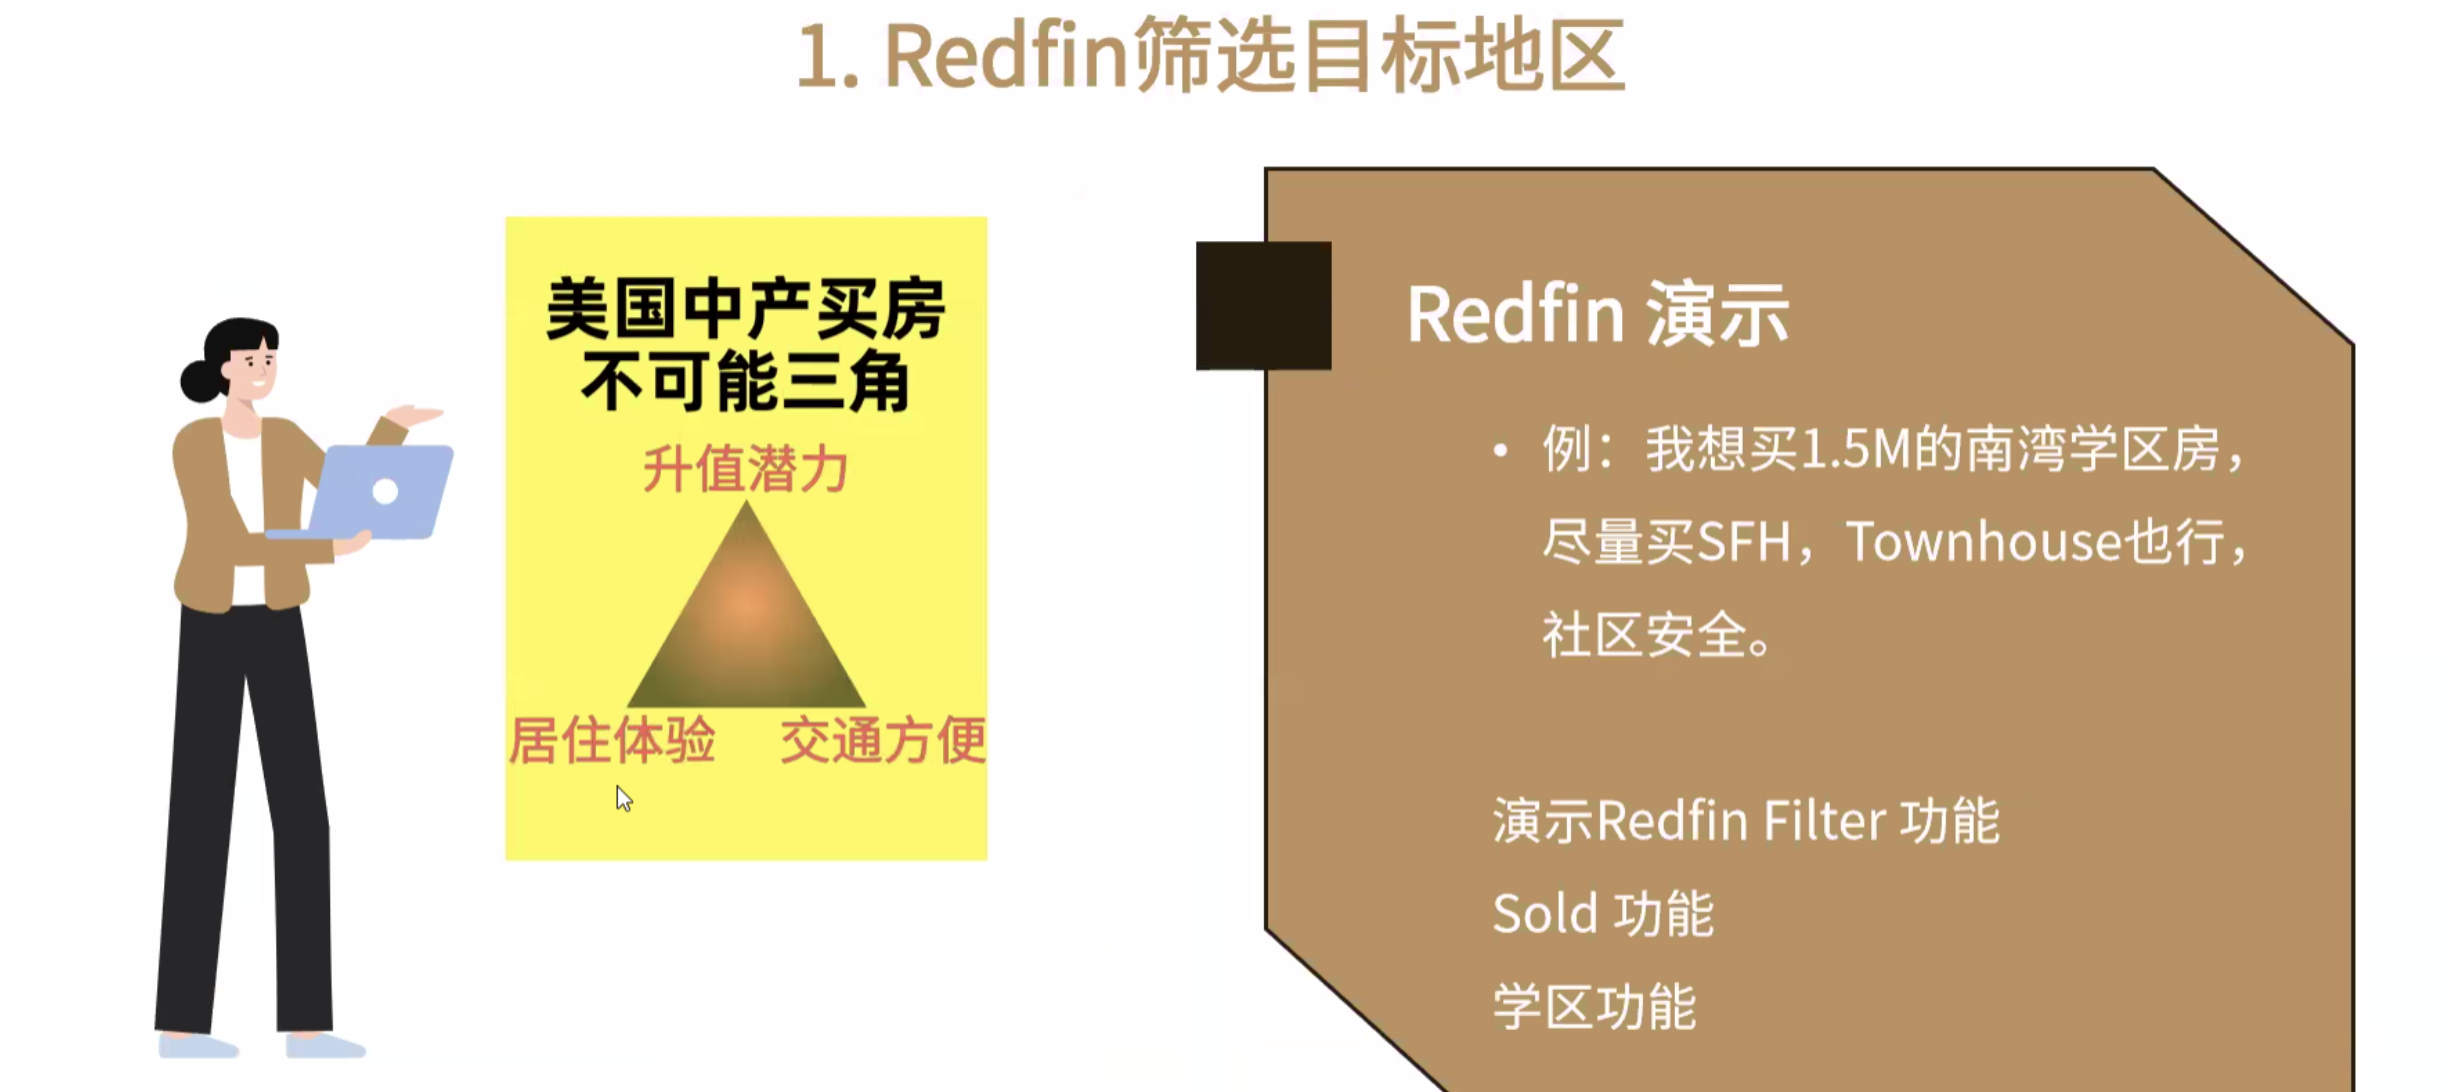 1. Redfin筛选目标地区
美国中产买房
不可能三角
升值潜力
居住体验 交通方便
Redfin 演示
• 例：我想买1.5M的南湾学区房，
尽量买SFH，Townhouse也行，
社区安全。
演示Redfin Filter 功能
Sold 功能
学区功能